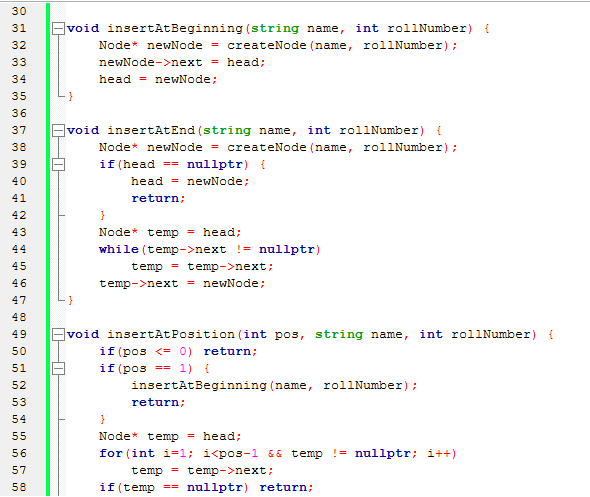 30
31 void insertAtBeginning(string name, int rollNumber) {
32 Node* newNode = createNode(name, rollNumber);
33 newNode->next = head;
34 head = newNode;
35 }
36
37 void insertAtEnd(string name, int rollNumber) {
38 Node* newNode = createNode(name, rollNumber);
39 if(head == nullptr) {
40 head = newNode;
41 return;
42 }
43 Node* temp = head;
44 while(temp->next != nullptr)
45 temp = temp->next;
46 temp->next = newNode;
47 }
48
49 void insertAtPosition(int pos, string name, int rollNumber) {
50 if(pos <= 0) return;
51 if(pos == 1) {
52 insertAtBeginning(name, rollNumber);
53 return;
54 }
55 Node* temp = head;
56 for(int i=1; i<pos-1 && temp != nullptr; i++)
57 temp = temp->next;
58 if(temp == nullptr) return;